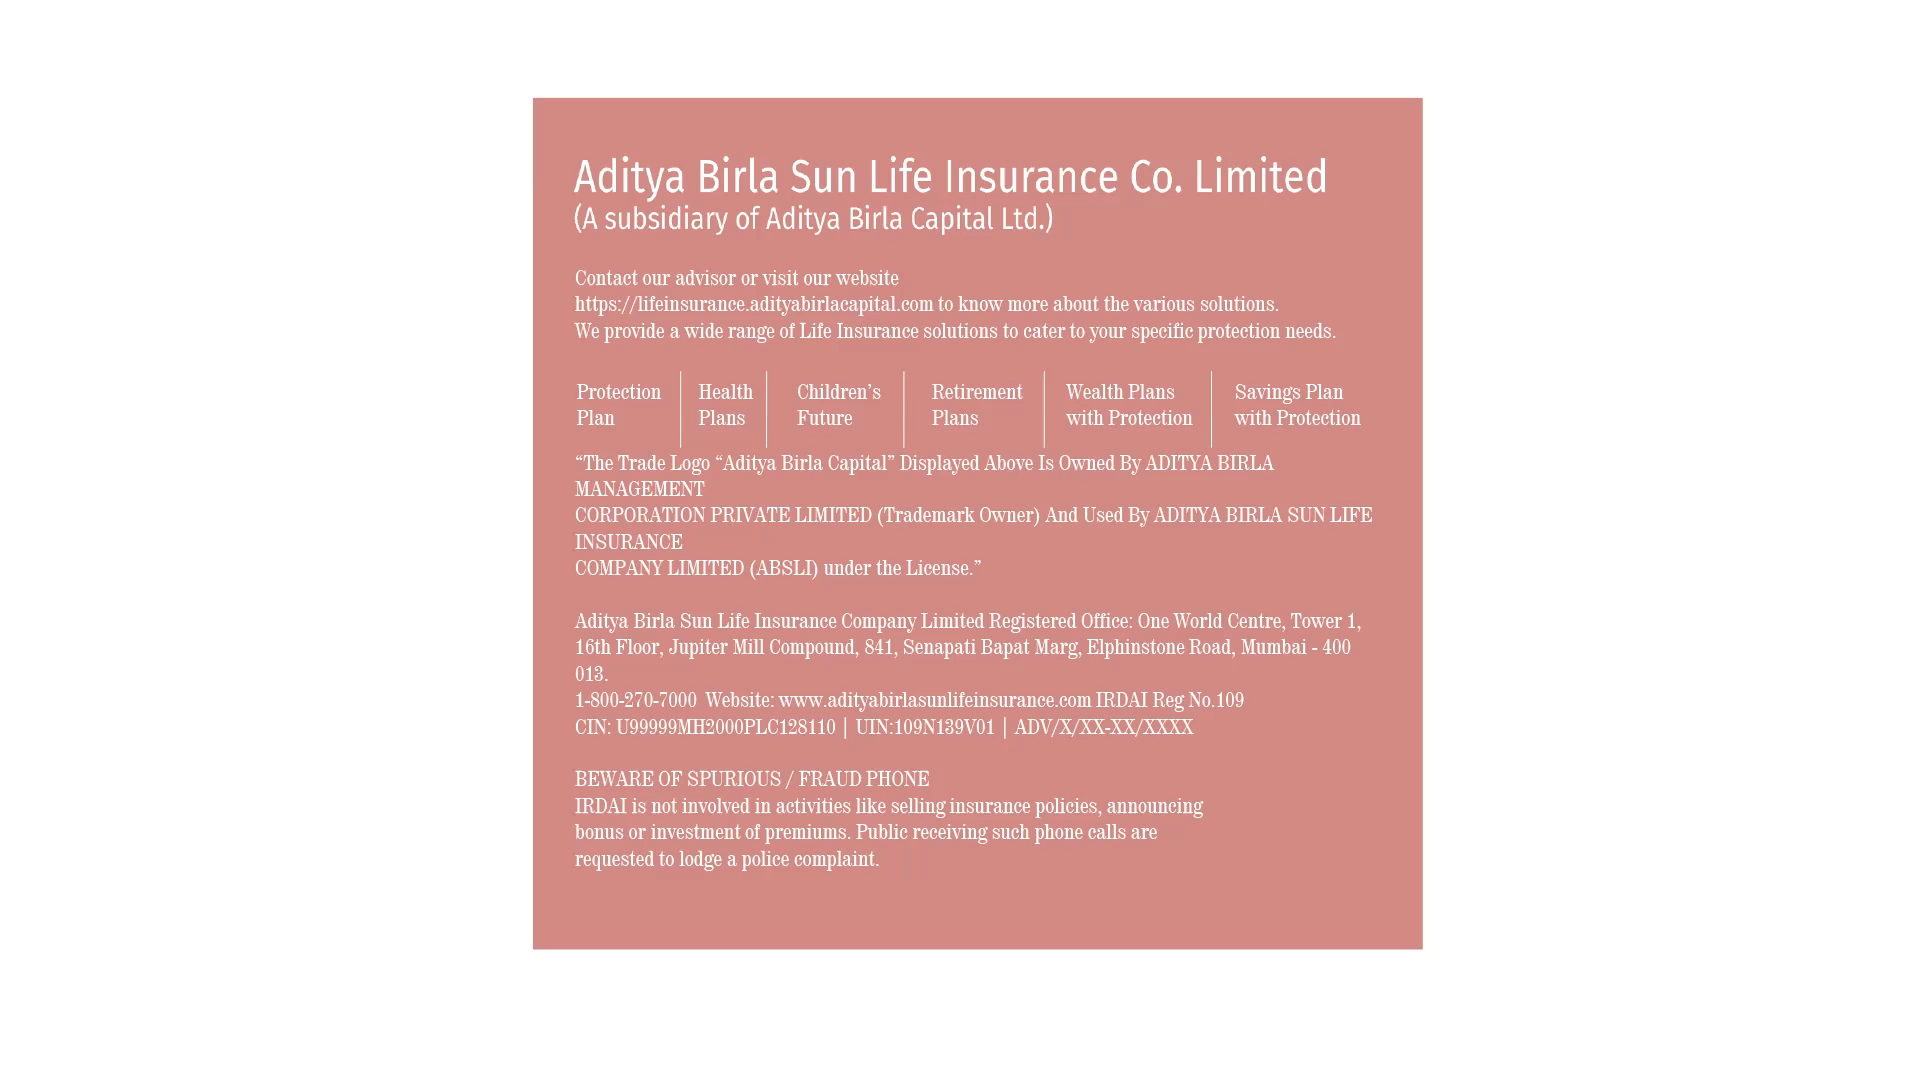 Aditya Birla Sun Life Insurance Co. Limited
(A subsidiary of Aditya Birla Capital Ltd.)
Contact our advisor or visit our website
https://lifeinsurance.adityabirlacapital.com to know more about the various solutions.
We provide a wide range of Life Insurance solutions to cater to your specific protection needs.
Protection Plan
Health Plans
Children’s Future
Retirement Plans
Wealth Plans with Protection
Savings Plan with Protection
“The Trade Logo “Aditya Birla Capital” Displayed Above Is Owned By ADITYA BIRLA
MANAGEMENT
CORPORATION PRIVATE LIMITED (Trademark Owner) And Used By ADITYA BIRLA SUN LIFE
INSURANCE
COMPANY LIMITED (ABSLI) under the License.”
Aditya Birla Sun Life Insurance Company Limited Registered Office: One World Centre, Tower 1,
16th Floor, Jupiter Mill Compound, 841, Senapati Bapat Marg, Elphinstone Road, Mumbai - 400
013.
1-800-270-7000 Website: www.adityabirlasunlifeinsurance.com IRDAI Reg No.109
CIN: U99999MH2000PLC128110 | UIN:109N139V01 | ADV/X/XX-XX/XXXX
BEWARE OF SPURIOUS / FRAUD PHONE
IRDAI is not involved in activities like selling insurance policies, announcing
bonus or investment of premiums. Public receiving such phone calls are
requested to lodge a police complaint.